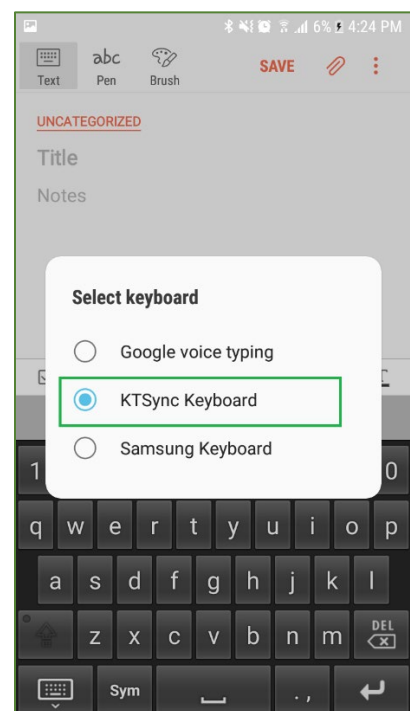 6% 4:24 PM
Text
abc
Pen
Brush
SAVE
UNCATEGORIZED
Title
Notes
Select keyboard
Google voice typing
KTSync Keyboard
Samsung Keyboard
1 0
q w e r t y u i o p
a s d f g h j k l
z x c v b n m DEL
Sym . ,